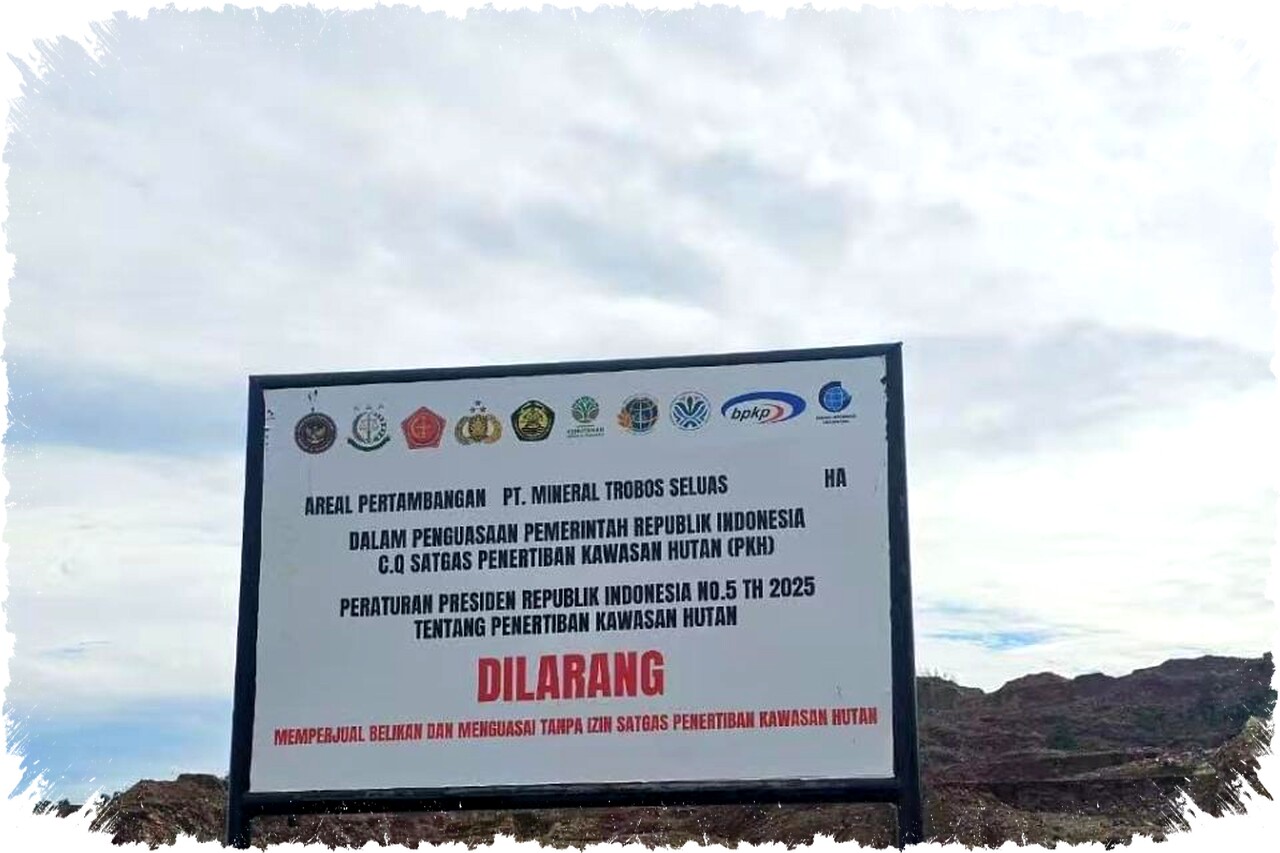 bpkp
AREAL PERTAMBANGAN PT. MINERAL TROBOS SELUAS HA
DALAM PENGUASAAN PEMERINTAH REPUBLIK INDONESIA
C.Q SATGAS PENERTIBAN KAWASAN HUTAN (PKH)
PERATURAN PRESIDEN REPUBLIK INDONESIA NO.5 TH 2025
TENTANG PENERTIBAN KAWASAN HUTAN
DILARANG
MEMPERJUAL BELIKAN DAN MENGUASAI TANPA IZIN SATGAS PENERTIBAN KAWASAN HUTAN